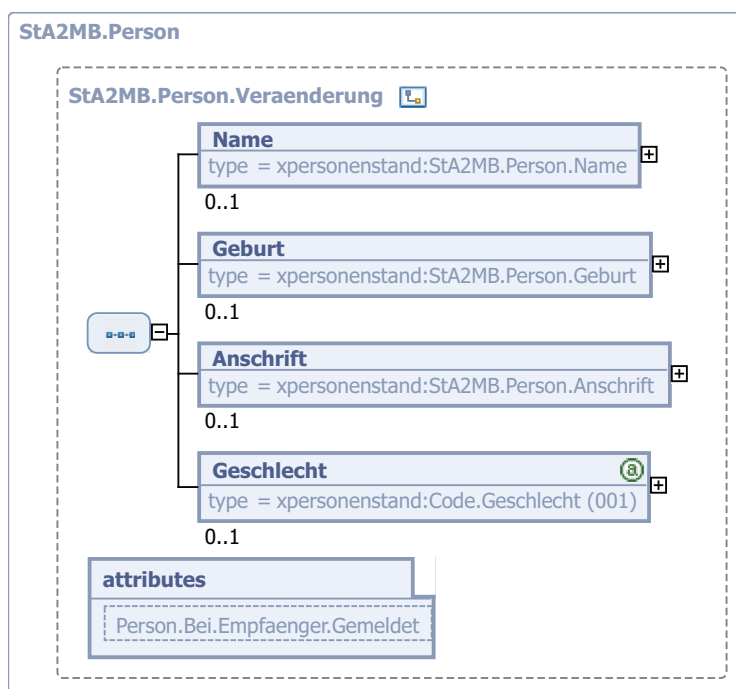 StA2MB.Person
StA2MB.Person.Veraenderung
Name
type = xpersonenstand:StA2MB.Person.Name
0..1
Geburt
type = xpersonenstand:StA2MB.Person.Geburt
0..1
Anschrift
type = xpersonenstand:StA2MB.Person.Anschrift
0..1
Geschlecht
a
type = xpersonenstand:Code.Geschlecht (001)
0..1
attributes
Person.Bei.Empfaenger.Gemeldet